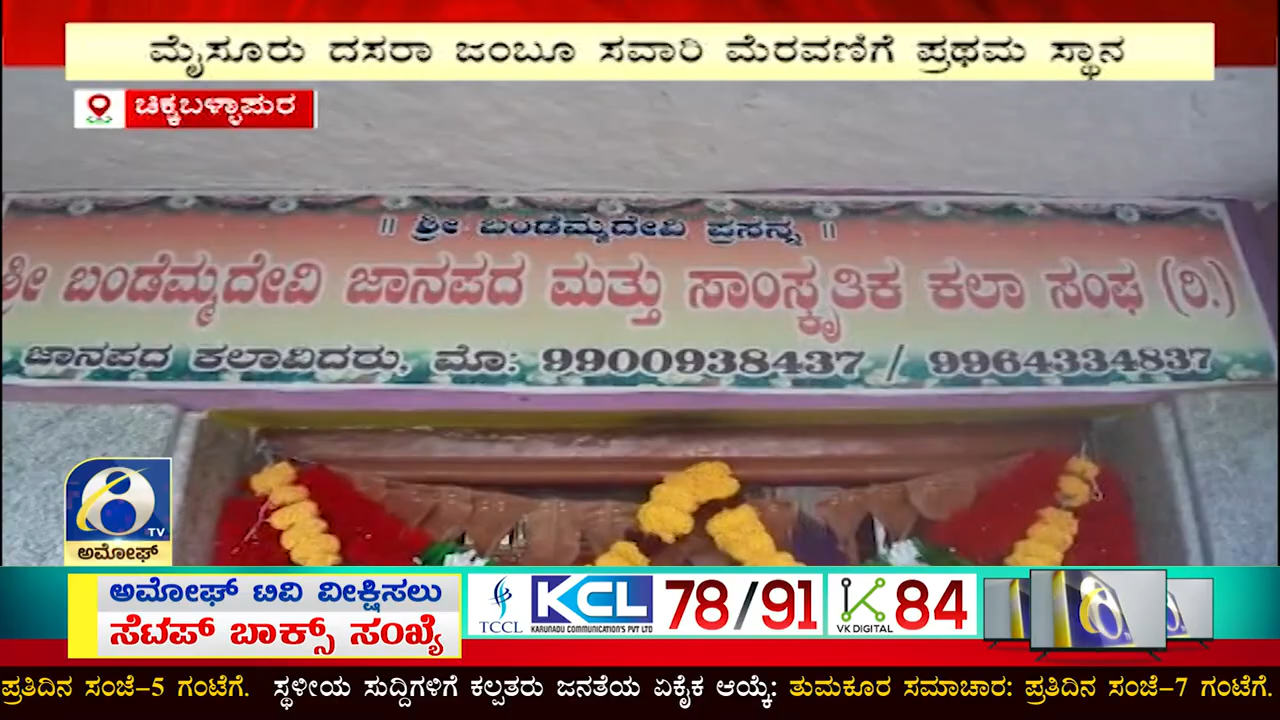 ಮೈಸೂರು ದಸರಾ ಜಂಬೂ ಸವಾರಿ ಮೆರವಣಿಗೆ ಪ್ರಥಮ ಸ್ಥಾನ
ಚಿಕ್ಕಬಳ್ಳಾಪುರ
॥ ಶ್ರೀ ಬಂಡೆಮ್ಮದೇವಿ ಪ್ರಸನ್ನ ॥
ಶ್ರೀ ಬಂಡೆಮ್ಮದೇವಿ ಜಾನಪದ ಮತ್ತು ಸಾಂಸ್ಕೃತಿಕ ಕಲಾ ಸಂಘ (ರಿ.)
ಜಾನಪದ ಕಲಾವಿದರು, ಮೊ: 9900938437 / 9964334837
TV
ಅಮೋಘ್
ಅಮೋಘ್ ಟಿವಿ ವೀಕ್ಷಿಸಲು
ಸೆಟಪ್ ಬಾಕ್ಸ್ ಸಂಖ್ಯೆ
TCCL KCL 78/91 VK DIGITAL 84
KARUNADU COMMUNICATION'S PVT LTD
ಪ್ರತಿದಿನ ಸಂಜೆ-5 ಗಂಟೆಗೆ. ಸ್ಥಳೀಯ ಸುದ್ದಿಗಳಿಗೆ ಕಲ್ಪತರು ಜನತೆಯ ಏಕೈಕ ಆಯ್ಕೆ: ತುಮಕೂರ ಸಮಾಚಾರ: ಪ್ರತಿದಿನ ಸಂಜೆ-7 ಗಂಟೆಗೆ.